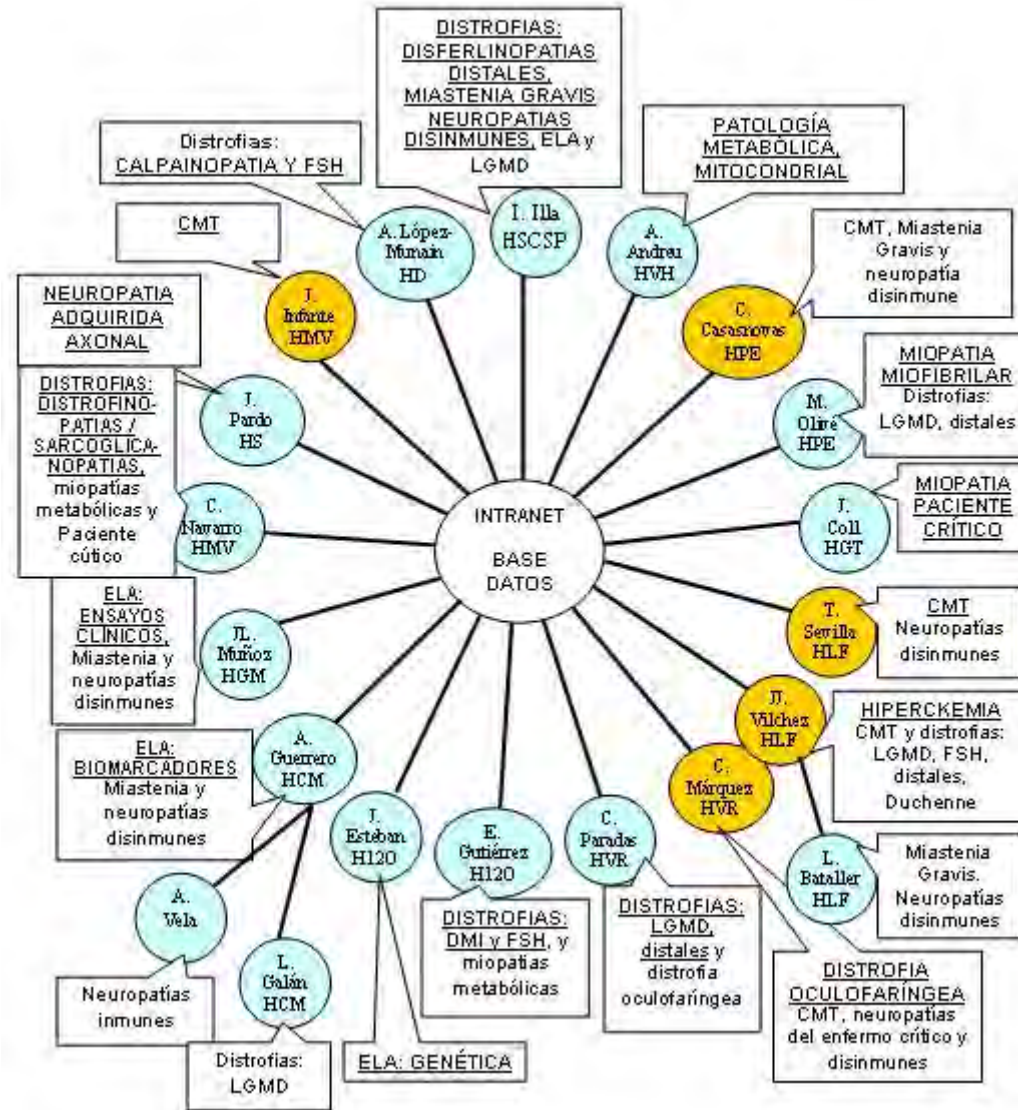 DISTROFIAS:
DISFERLINOPATIAS
DISTALES,
MIASTENIA GRAVIS
NEUROPATIAS
DISINMUNES, ELA y
LGMD
Distrofias:
CALPAINOPATIA Y FSH
PATOLOGÍA
METABÓLICA,
MITOCONDRIAL
CMT
I. Illa
HSCSP
A. López-
Munain
HD
A.
Andreu
HVH
CMT, Miastenia
Gravis y
neuropatía
disinmune
J.
Infante
HMV
C.
Casasnovas
HPE
NEUROPATIA
ADQUIRIDA
AXONAL
J.
Pardo
HS
MIOPATIA
MIOFIBRILAR
Distrofias:
LGMD, distales
M.
Olivé
HPE
DISTROFIAS:
DISTROFINO-
PATIAS /
SARCOGLICA-
NOPATIAS,
miopatías
metabólicas y
Paciente
cútico
C.
Navarro
HMV
INTRANET
BASE
DATOS
J.
Coll
HGT
MIOPATIA
PACIENTE
CRÍTICO
ELA:
ENSAYOS
CLÍNICOS,
Miastenia y
neuropatías
disinmunes
JL.
Muñoz
HGM
T.
Sevilla
HLF
CMT
Neuropatías
disinmunes
ELA:
BIOMARCADORES
Miastenia y
neuropatías
disinmunes
A.
Guerrero
HCM
JJ.
Vilchez
HLF
HIPERCKEMIA
CMT y distrofias:
LGMD, FSH,
distales,
Duchenne
C.
Márquez
HVR
J.
Esteban
H12O
E.
Gutiérrez
H12O
C.
Paradas
HVR
L.
Bataller
HLF
Miastenia
Gravis.
Neuropatías
disinmunes
A.
Vela
L.
Galán
HCM
Neuropatías
inmunes
Distrofias:
LGMD
ELA: GENÉTICA
DISTROFIAS:
DMI y FSH, y
miopatias
metabólicas
DISTROFIAS:
LGMD,
distales y
distrofia
oculofaríngea
DISTROFIA
OCULOFARÍNGEA
CMT, neuropatías
del enfermo crítico y
disinmunes